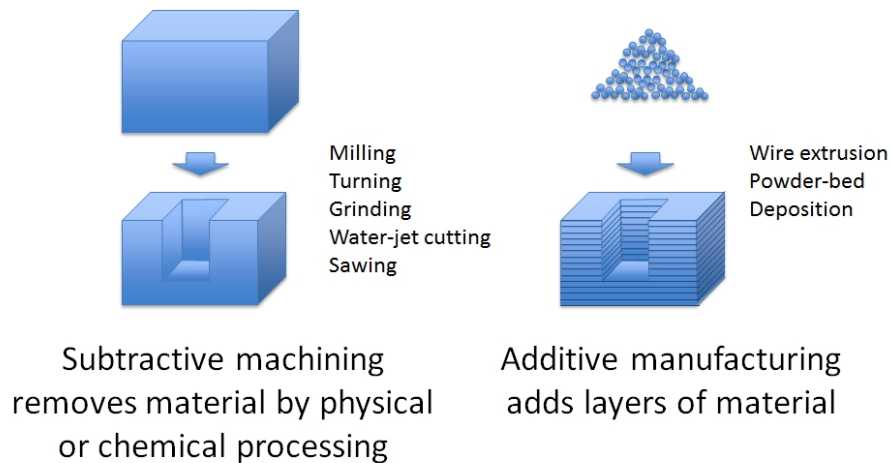 Milling
Turning
Grinding
Water-jet cutting
Sawing
Wire extrusion
Powder-bed
Deposition
Subtractive machining
removes material by physical
or chemical processing
Additive manufacturing
adds layers of material